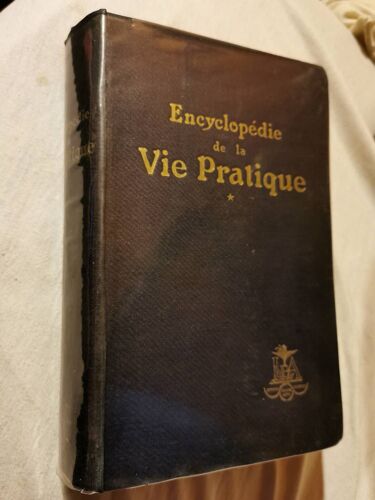 Encyclopédie
de la
Vie Pratique
*